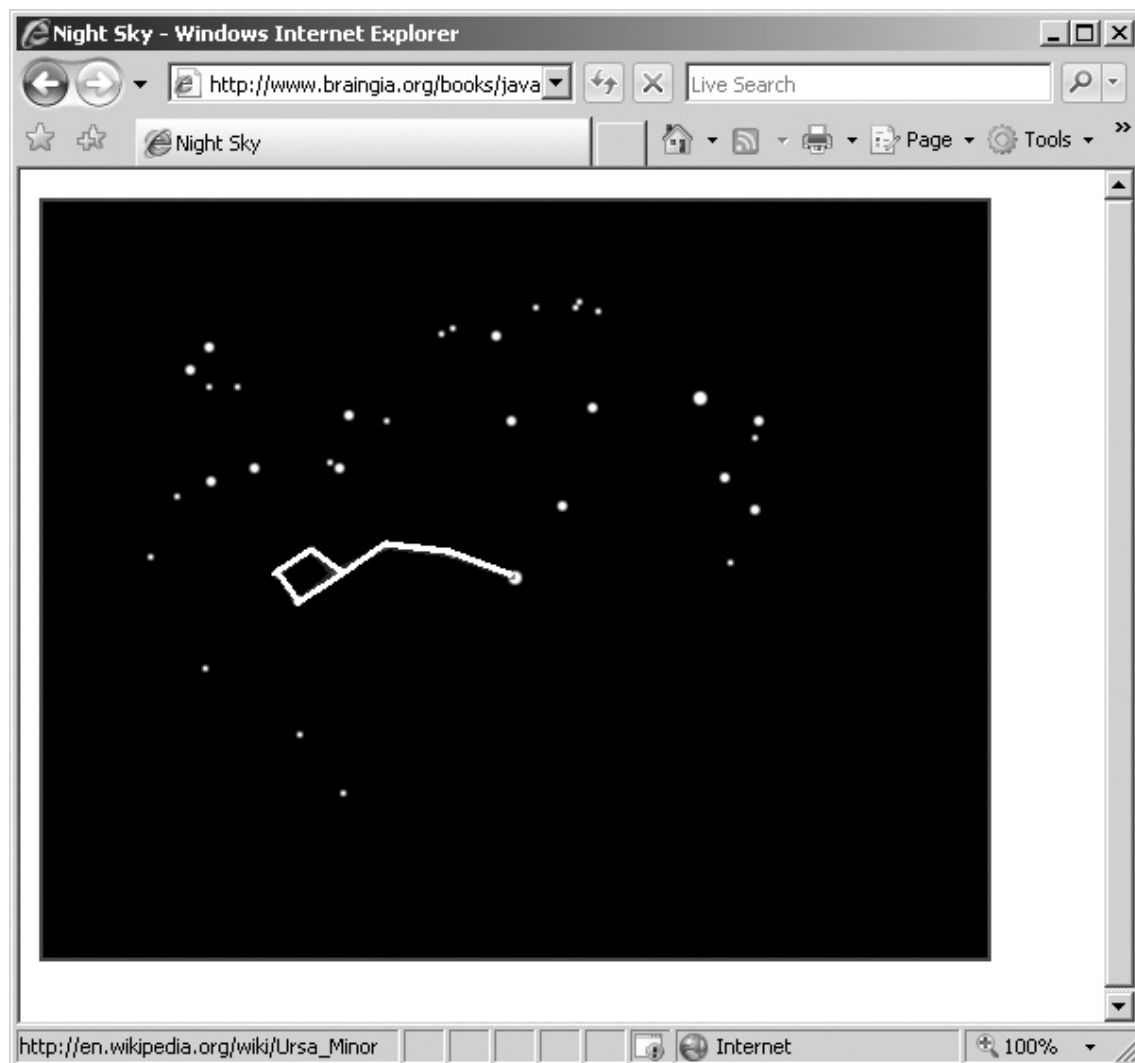 Night Sky - Windows Internet Explorer
http://www.braingia.org/books/java
Live Search
Night Sky
Page
Tools
»
http://en.wikipedia.org/wiki/Ursa_Minor
Internet
100%